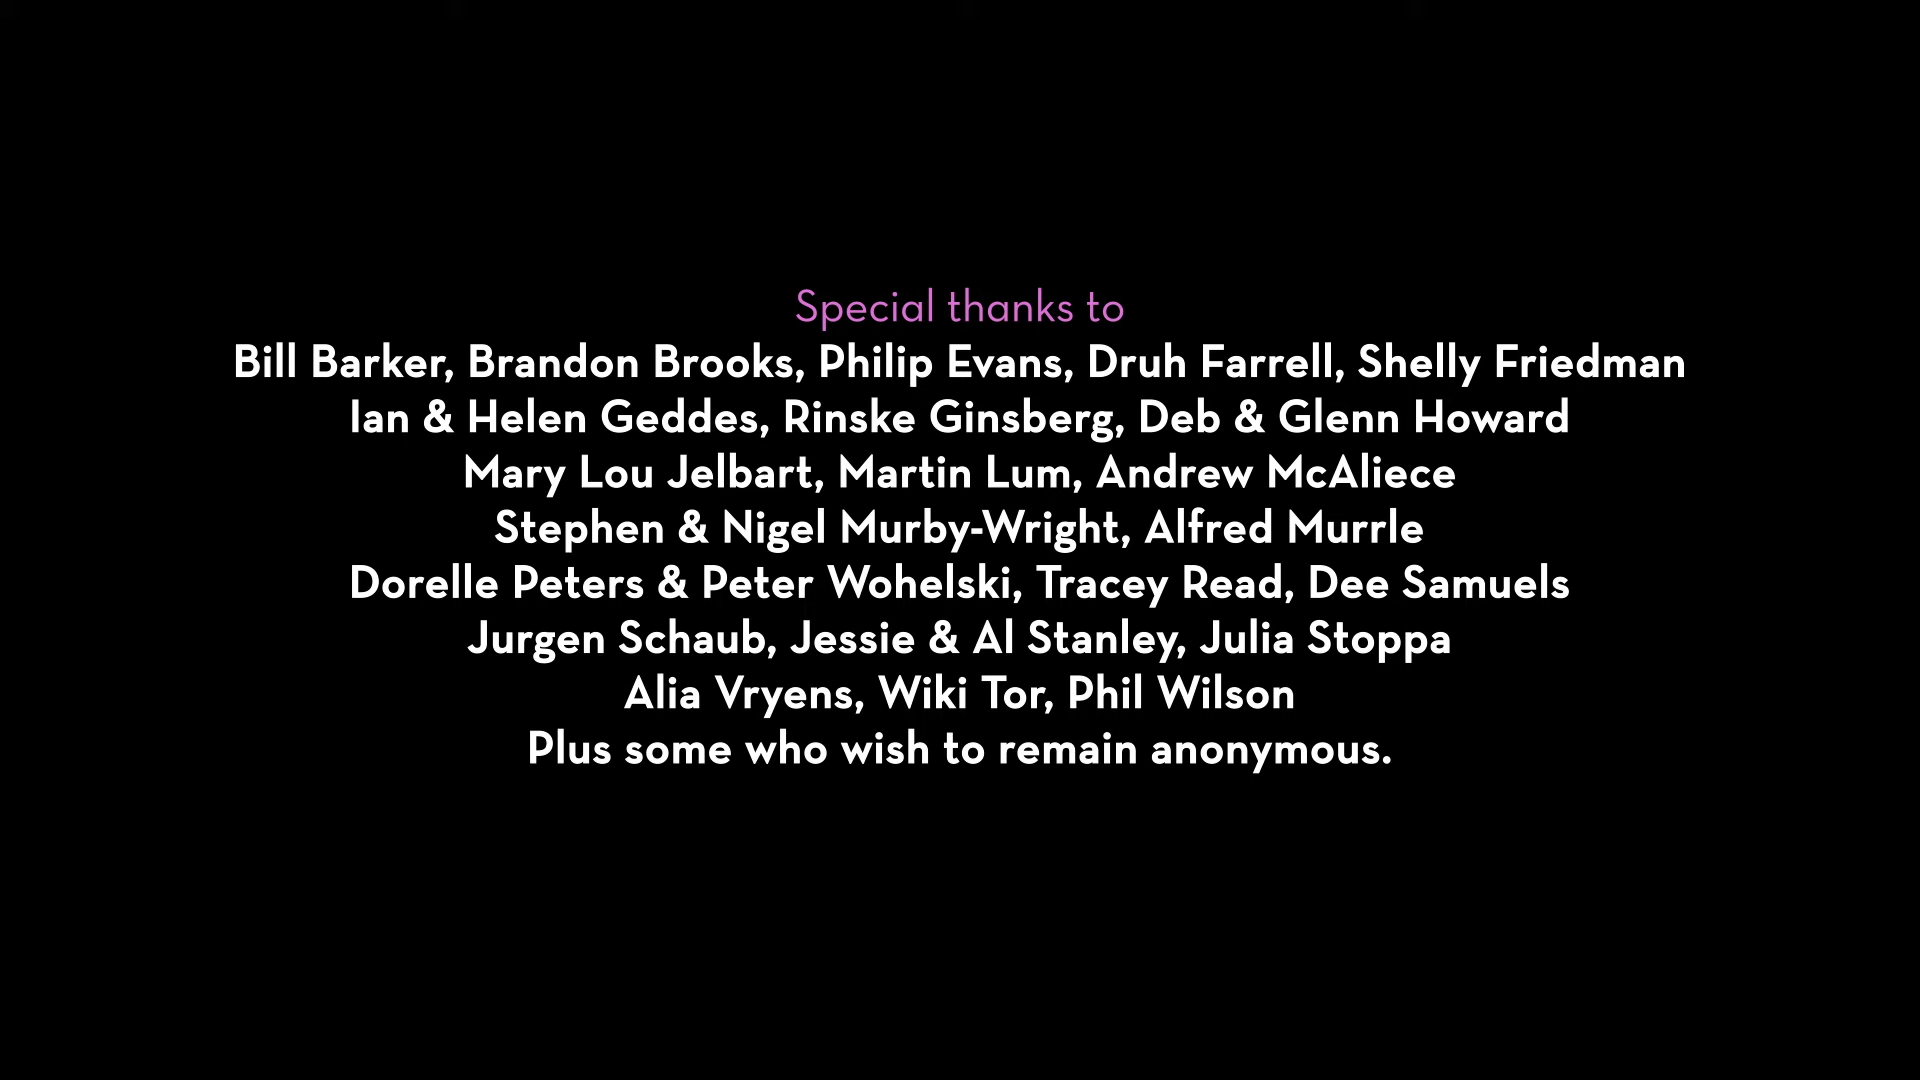 Special thanks to
Bill Barker, Brandon Brooks, Philip Evans, Druh Farrell, Shelly Friedman
Ian & Helen Geddes, Rinske Ginsberg, Deb & Glenn Howard
Mary Lou Jelbart, Martin Lum, Andrew McAliece
Stephen & Nigel Murby-Wright, Alfred Murrle
Dorelle Peters & Peter Wohelski, Tracey Read, Dee Samuels
Jurgen Schaub, Jessie & Al Stanley, Julia Stoppa
Alia Vryens, Wiki Tor, Phil Wilson
Plus some who wish to remain anonymous.